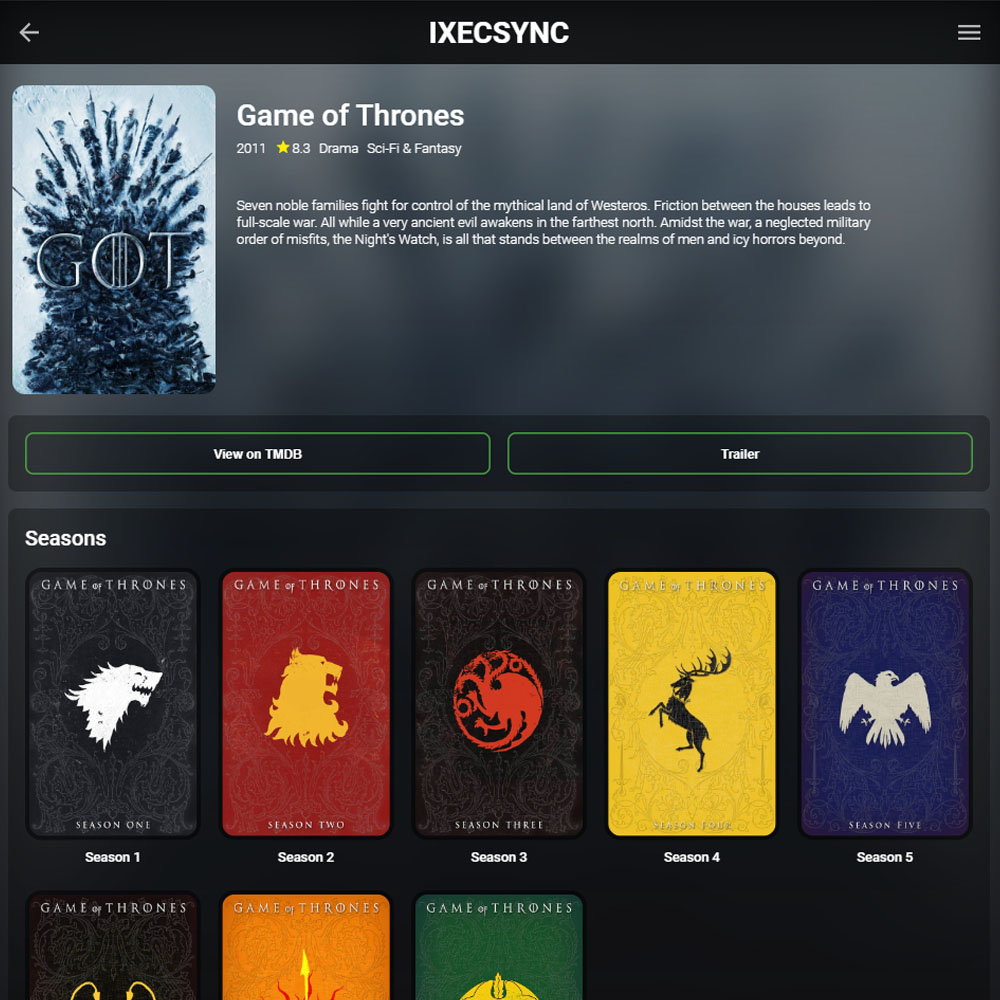 IXECSYNC
GOT
Game of Thrones
2011 ★8.3 Drama Sci-Fi & Fantasy
Seven noble families fight for control of the mythical land of Westeros. Friction between the houses leads to
full-scale war. All while a very ancient evil awakens in the farthest north. Amidst the war, a neglected military
order of misfits, the Night's Watch, is all that stands between the realms of men and icy horrors beyond.
View on TMDB
Trailer
Seasons
GAME of THRONES
SEASON ONE
Season 1
GAME of THRONES
SEASON TWO
Season 2
GAME of THRONES
SEASON THREE
Season 3
GAME of THRONES
SEASON FOUR
Season 4
GAME of THRONES
SEASON FIVE
Season 5
GAME of THRONES
GAME of THRONES
GAME of THRONES